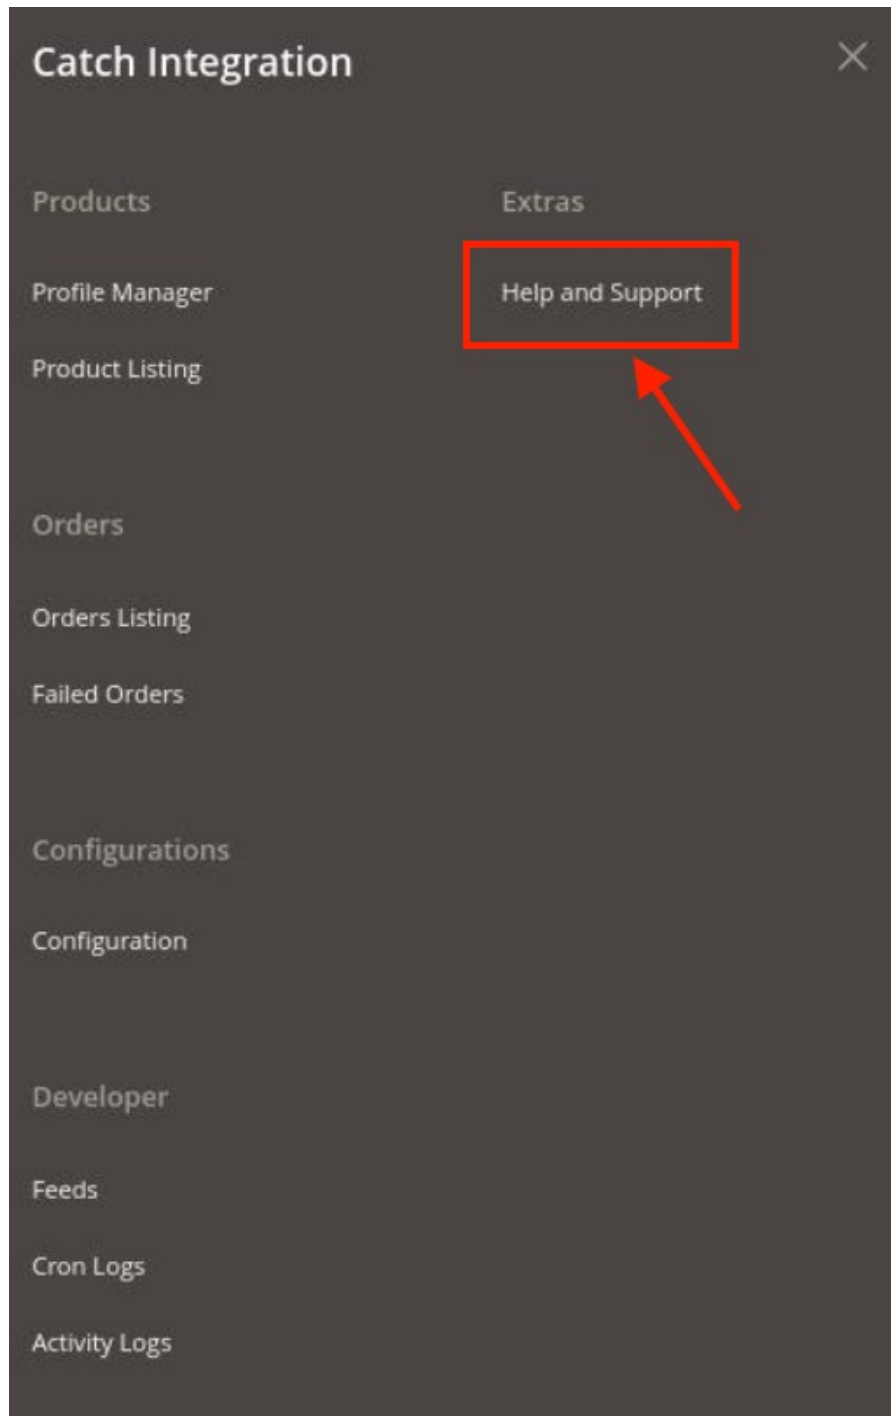 Catch Integration
Products
Profile Manager
Product Listing
Orders
Orders Listing
Failed Orders
Configurations
Configuration
Developer
Feeds
Cron Logs
Activity Logs
Extras
Help and Support